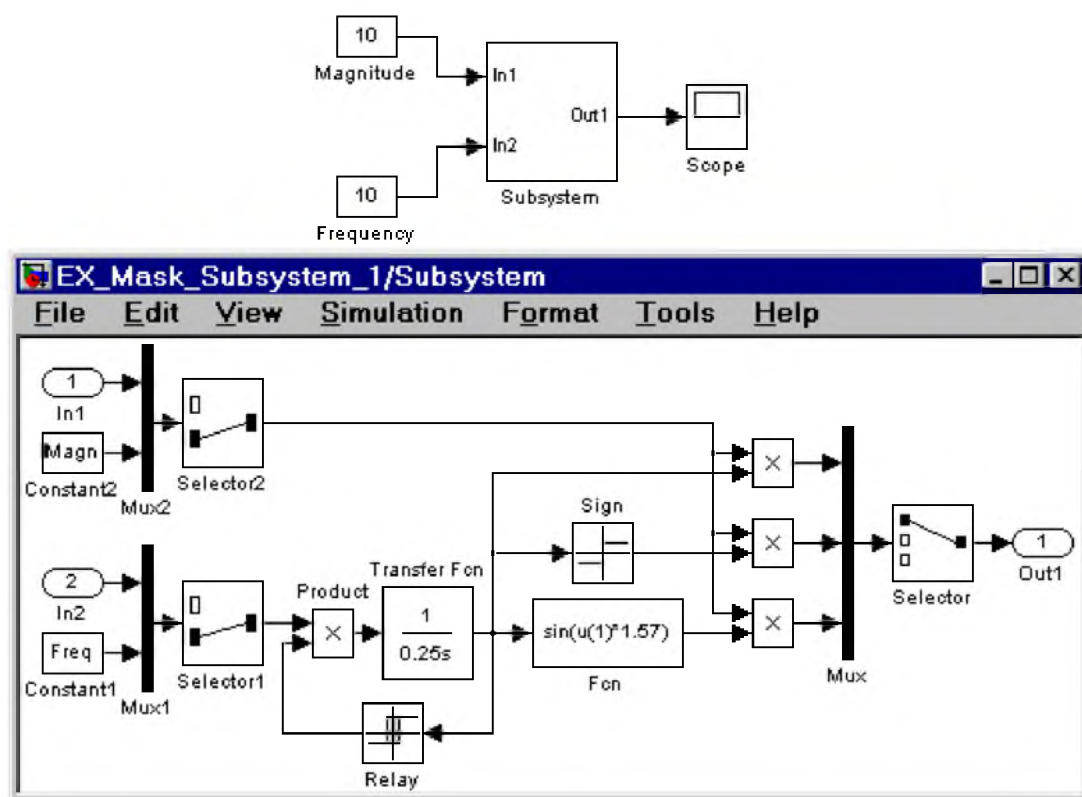 10
Magnitude
In1
Out1
In2
Subsystem
Scope
10
Frequency
EX_Mask_Subsystem_1/Subsystem
File Edit View Simulation Format Tools Help
1
In1
Magn
Constant2
Mux2
Selector2
Sign
2
In2
Freq
Constant1
Mux1
Selector1
Product
×
Transfer Fcn
1
0.25s
sin(u(1)*1.57)
Fcn
Relay
×
×
×
Mux
Selector
1
Out1